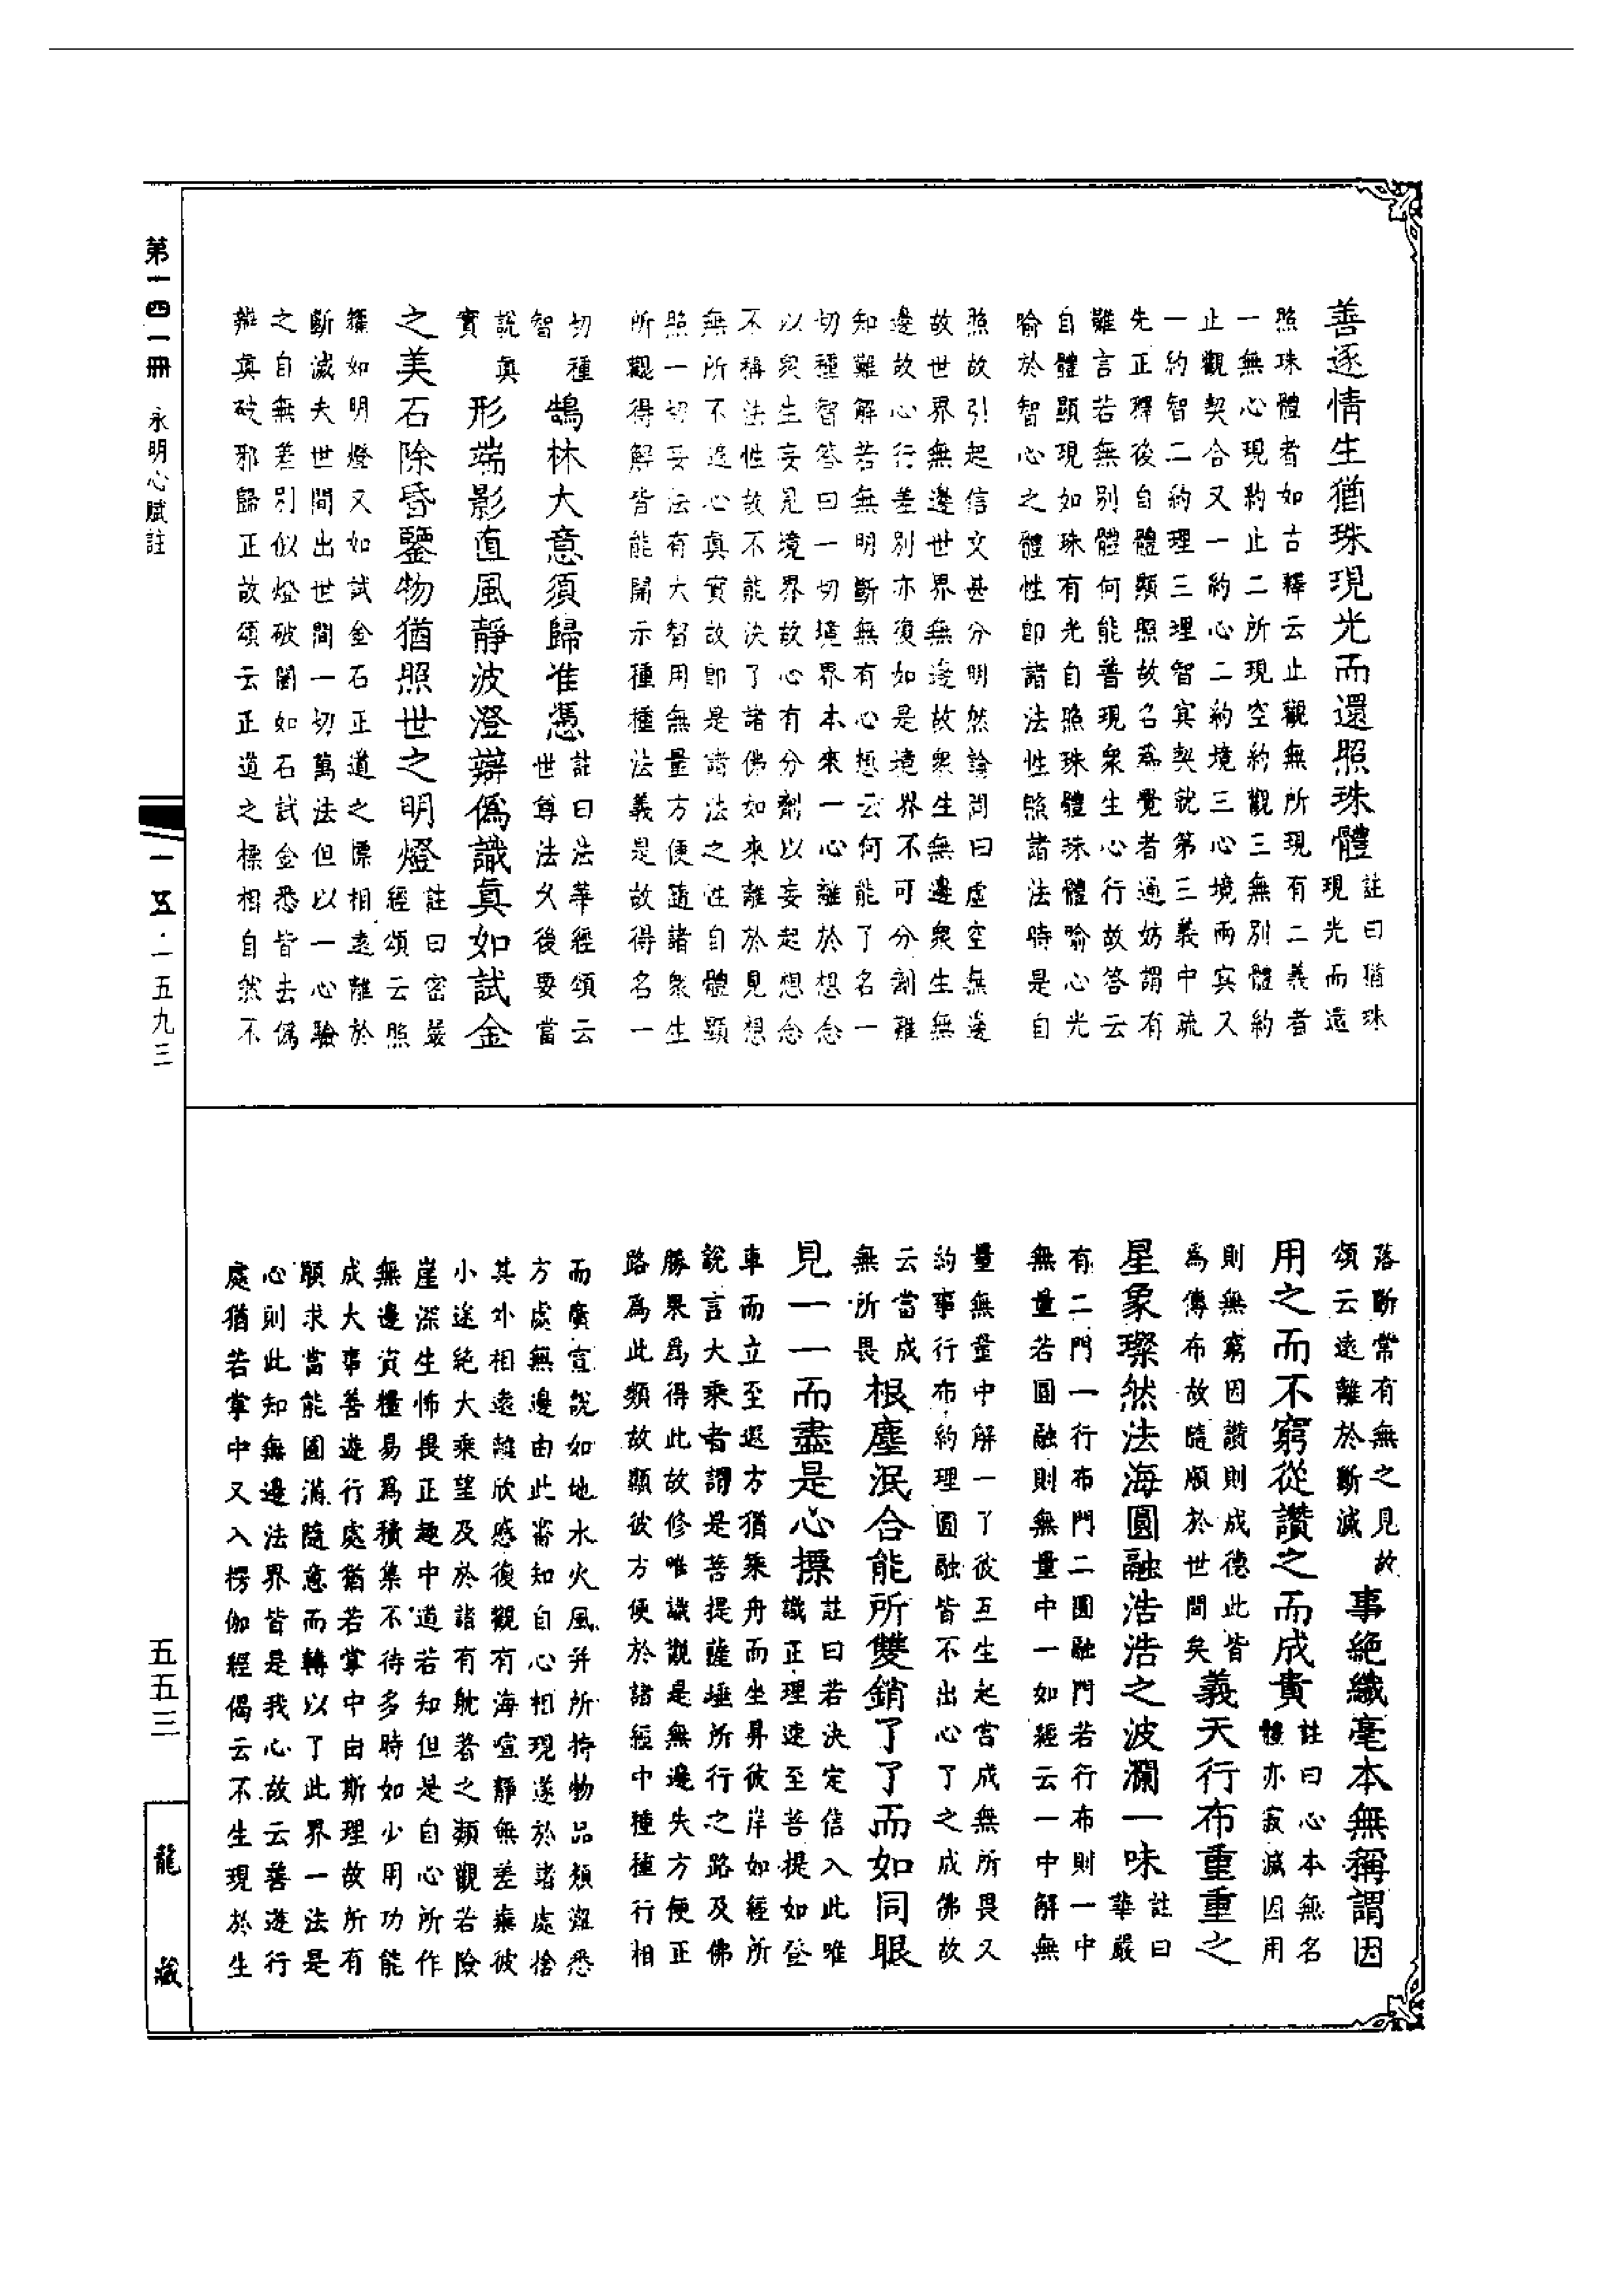 善逐情生猶珠現光而還照珠體
註曰猶珠
現光而還
照珠體者如古釋云止觀無所現有二義者
一無心現約止二所現空約觀三無別體約
止觀契合又一約心二約境三心境兩㝠又
一約智二約理三理智㝠契就第三義中疏
先正釋後自體顯照故名為覺者通妨謂有
難言若無別體何能普現衆生心行故答云
自體顯現如珠有光自照珠體珠體喻心光
喻於智心之體性即諸法性照諸法時是自
照故引起信文甚分明然論問曰虛空無邊
故世界無邊世界無邊故衆生無邊衆生無
邊故心行差別亦復如是境界不可分劑難
知難解若無明斷無有心想云何能了名一
切種智答曰一切境界本來一心離於想念
以衆生妄見境界故心有分劑以妄起想念
不稱法性故不能決了諸佛如來離於見想
無所不遍心真實故即是諸法之性自體顯
照一切妄法有大智用無量方便隨諸衆生
所觀得解皆能開示種種法義是故得名一
切種
智
鵠林大意須歸准憑
註曰法華經頌云
世尊法久後要當
說真
實
形端影直風靜波澄辯偽識真如試金
之美石除昏鑒物猶照世之明燈
註曰密嚴
經頌云照
耀如明燈又如試金石正道之標相遠離於
斷滅夫世間出世間一切萬法但以一心驗
之自無差別似燈破闇如石試金悉皆去偽
辯真破邪歸正故頌云正道之標相自然不
落斷常有無之見故
頌云遠離於斷滅
事絕纖毫本無稱謂因
用之而不窮從讚之而成貴
註曰心本無名
體亦寂滅因用
則無窮因讚則成德此皆
為傳布故隨順於世間矣
義天行布重重之
星象璨然法海圓融浩浩之波瀾一味
註曰
華嚴
有二門一行布門二圓融門若行布則一中
無量若圓融則無量中一如經云一中解無
量無量中解一了彼互生起當成無所畏又
約事行布約理圓融皆不出心了之成佛故
云當成
無所畏
根塵泯合能所雙銷了了而如同眼
見一一而盡是心摽
註曰若決定信入此唯
識正理速至菩提如登
車而立至遐方猶乘舟而坐昇彼岸如經所
說言大乘者謂是菩提薩埵所行之路及佛
勝果為得此故修唯識觀是無邊失方便正
路為此類故顯彼方便於諸經中種種行相
而廣宣說如地水火風并所持物品類難悉
方處無邊由此審知自心相現遂於諸處捨
其外相遠離欣慼復觀有海喧靜無差棄彼
小途絕大乘望及於諸有躭著之類觀若險
崖深生怖畏正趣中道若知但是自心所作
無邊資糧易為積集不待多時如少用功能
成大事善遊行處猶若掌中由斯理故所有
願求當能圓滿隨意而轉以了此界一法是
心則此知無邊法界皆是我心故云善遊行
處猶若掌中又入楞伽經偈云不生現於生
第一四一冊
永明心賦註
一五·一五九三
五五三
龍藏